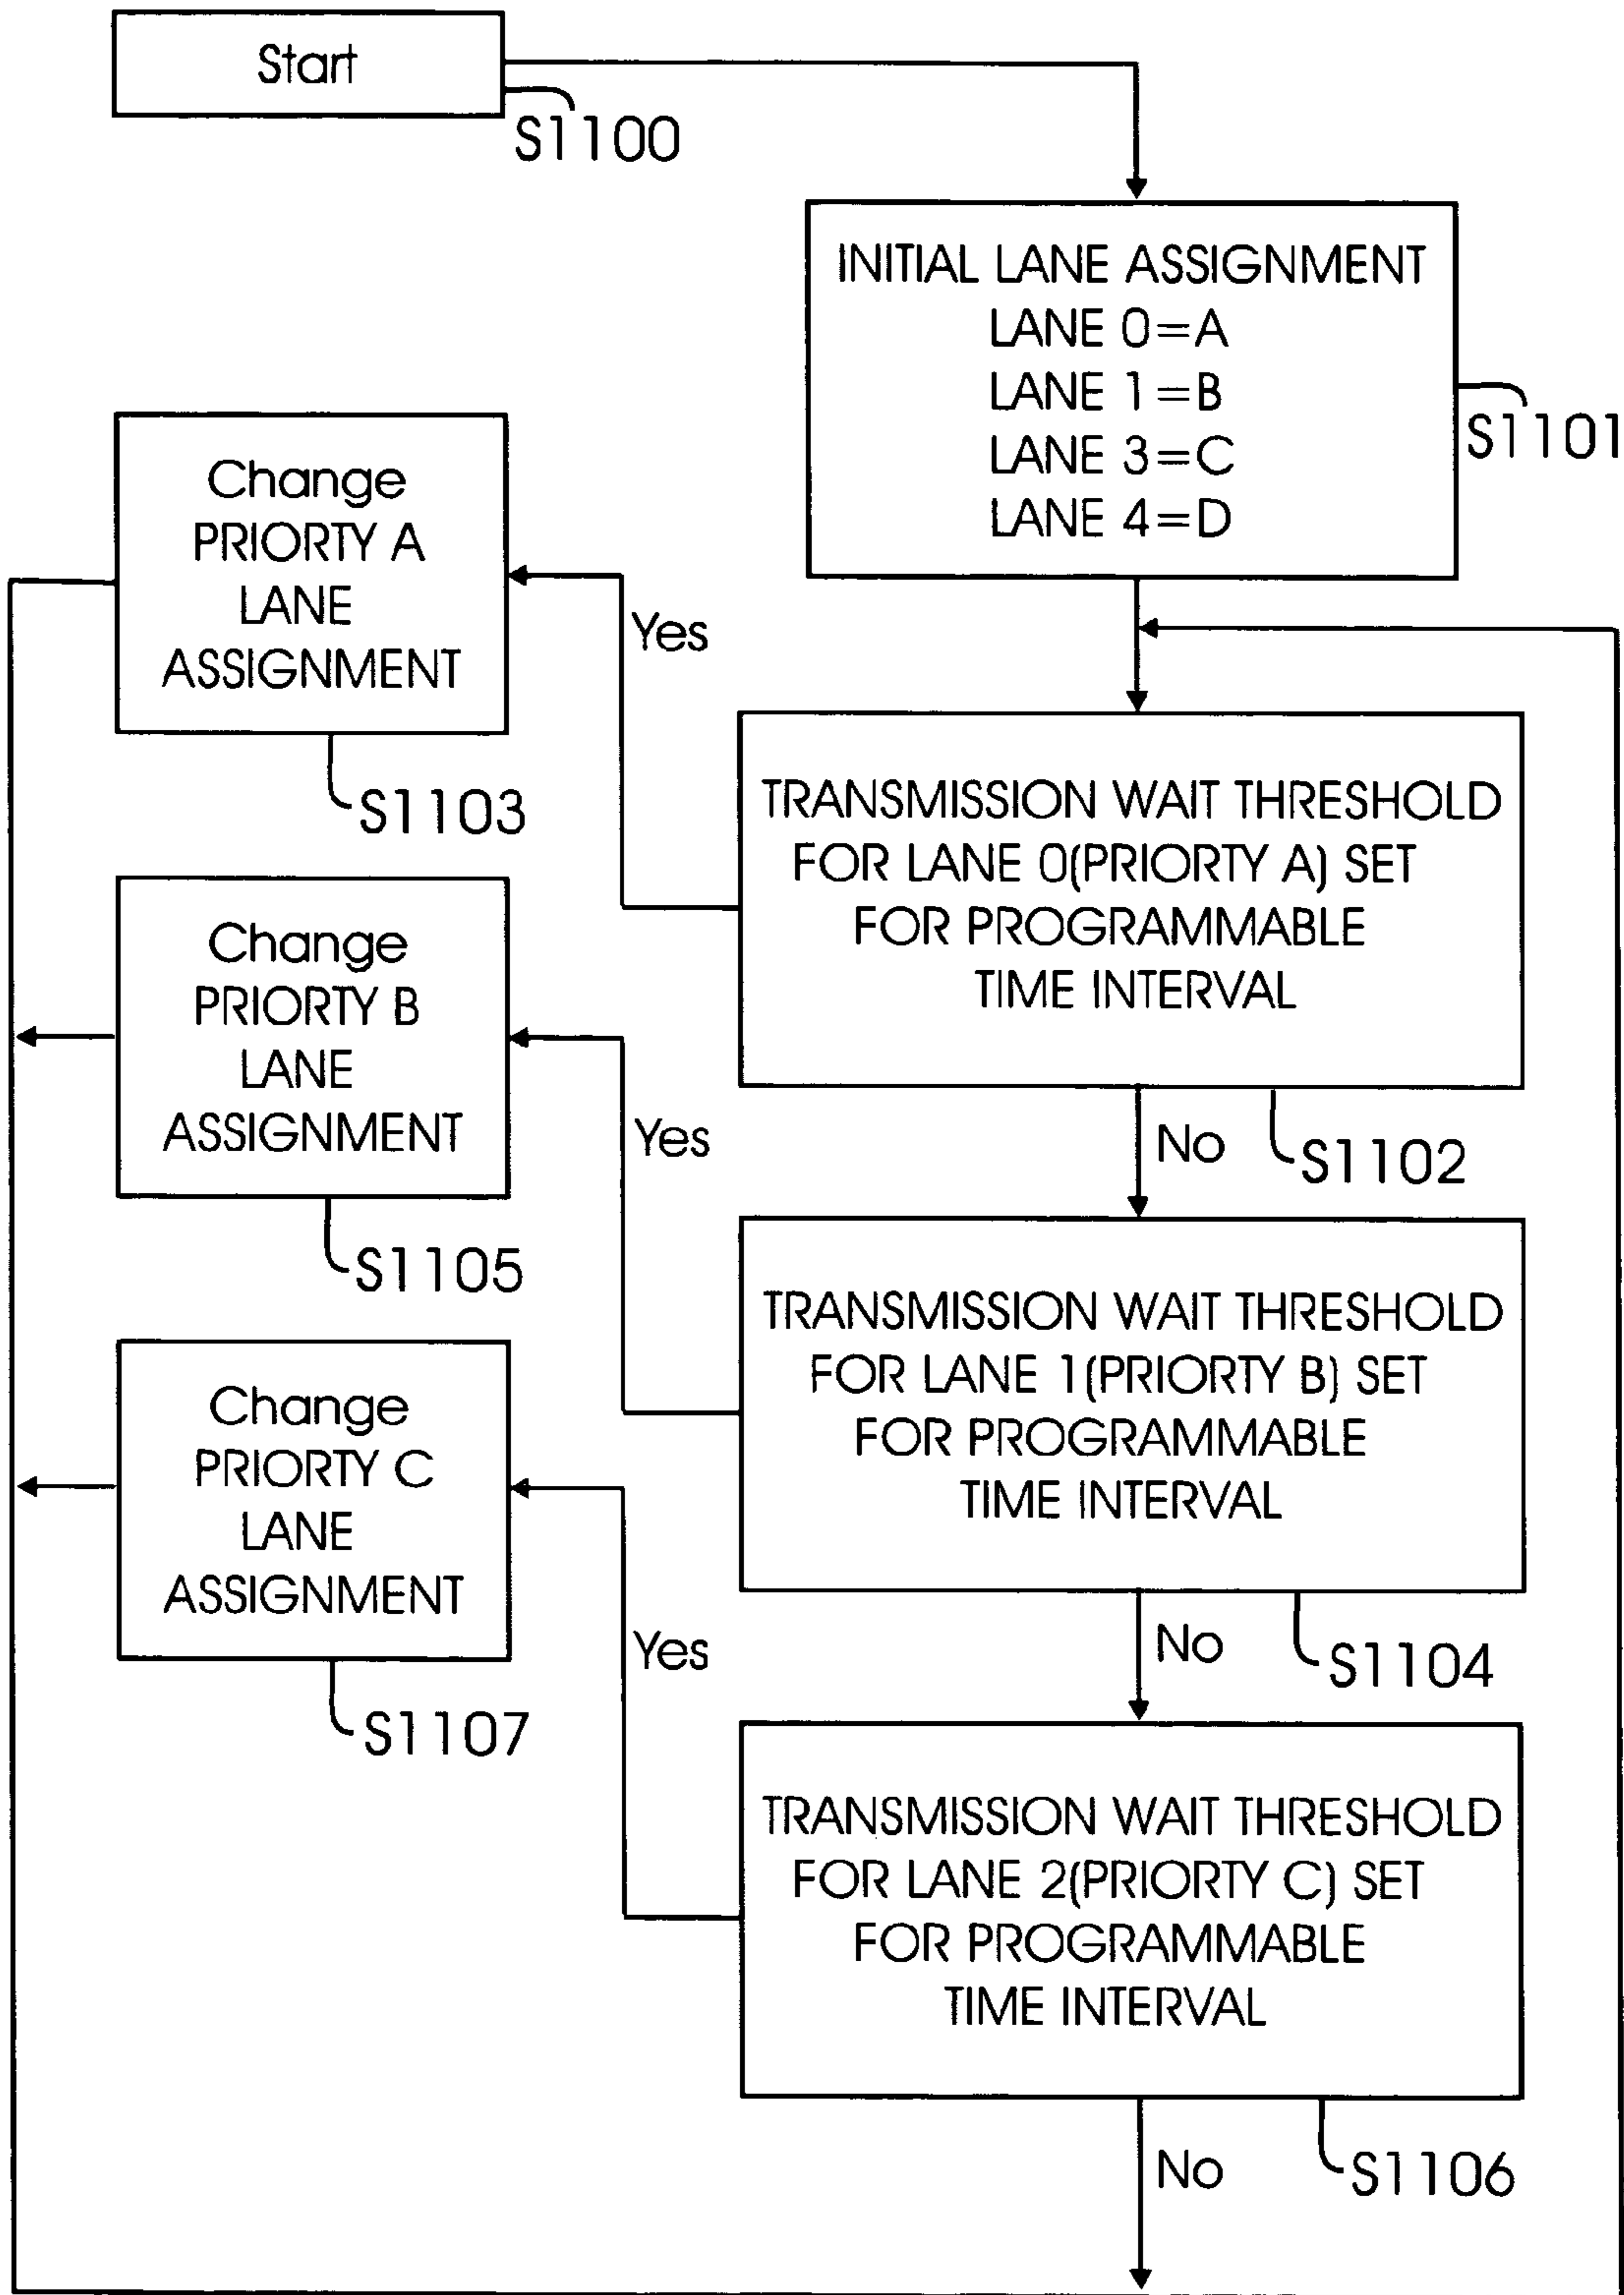 Start
S1100
INITIAL LANE ASSIGNMENT
LANE 0=A
LANE 1=B
LANE 3=C
LANE 4=D
S1101
Change
PRIORTY A
LANE
ASSIGNMENT
S1103
Yes
TRANSMISSION WAIT THRESHOLD
FOR LANE 0(PRIORTY A) SET
FOR PROGRAMMABLE
TIME INTERVAL
No
S1102
Change
PRIORTY B
LANE
ASSIGNMENT
S1105
Yes
TRANSMISSION WAIT THRESHOLD
FOR LANE 1(PRIORTY B) SET
FOR PROGRAMMABLE
TIME INTERVAL
No
S1104
Change
PRIORTY C
LANE
ASSIGNMENT
S1107
Yes
TRANSMISSION WAIT THRESHOLD
FOR LANE 2(PRIORTY C) SET
FOR PROGRAMMABLE
TIME INTERVAL
No
S1106